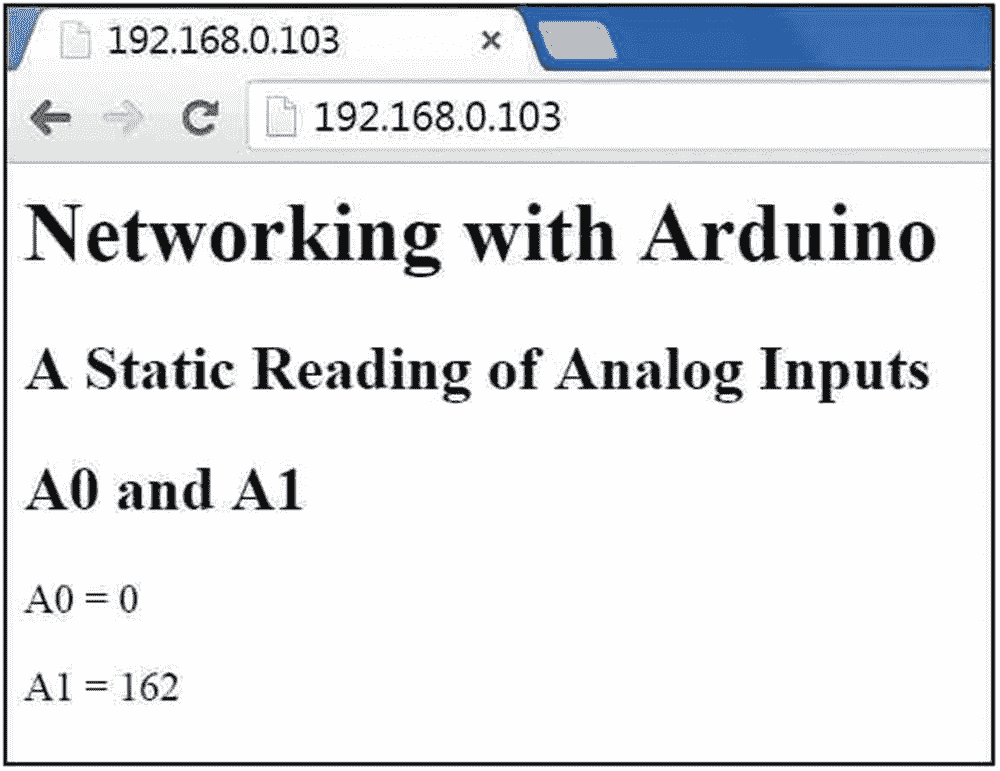 192.168.0.103
192.168.0.103
Networking with Arduino
A Static Reading of Analog Inputs
A0 and A1
A0 = 0
A1 = 162